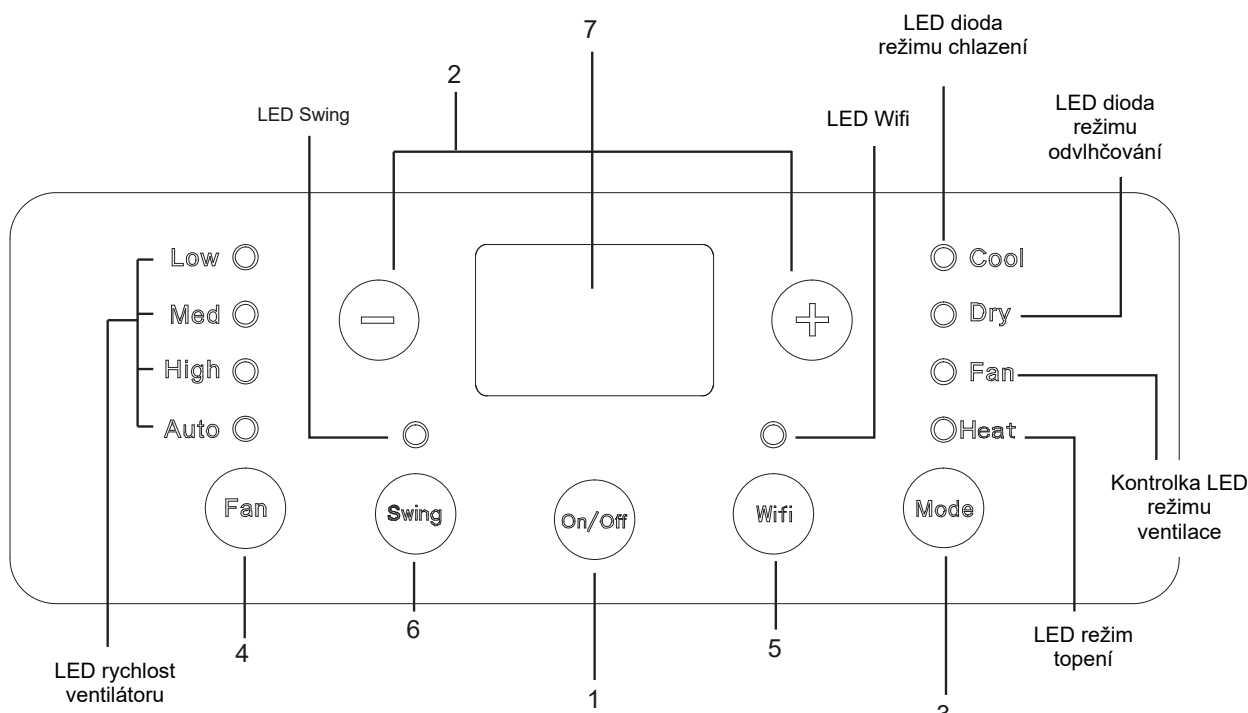 7
LED dioda
režimu chlazení
2
LED dioda
režimu
odvlhčování
LED Swing
LED Wifi
Low
Med
High
Auto
Cool
Dry
Fan
Heat
Fan
Swing
On/Off
Wifi
Mode
Kontrolka LED
režimu
ventilace
4
6
1
5
3
LED rychlost
ventilátoru
LED režim
topení